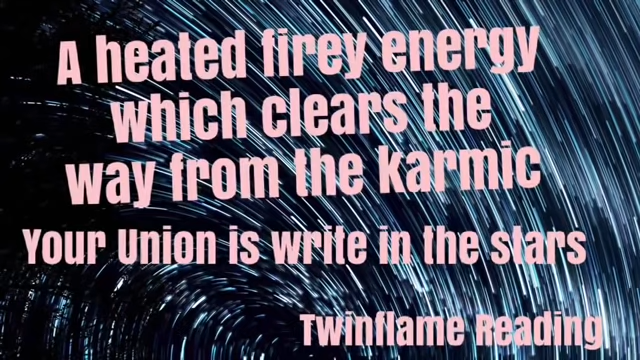 A heated firey energy
which clears the
way from the karmic
Your Union is write in the stars
Twinflame Reading